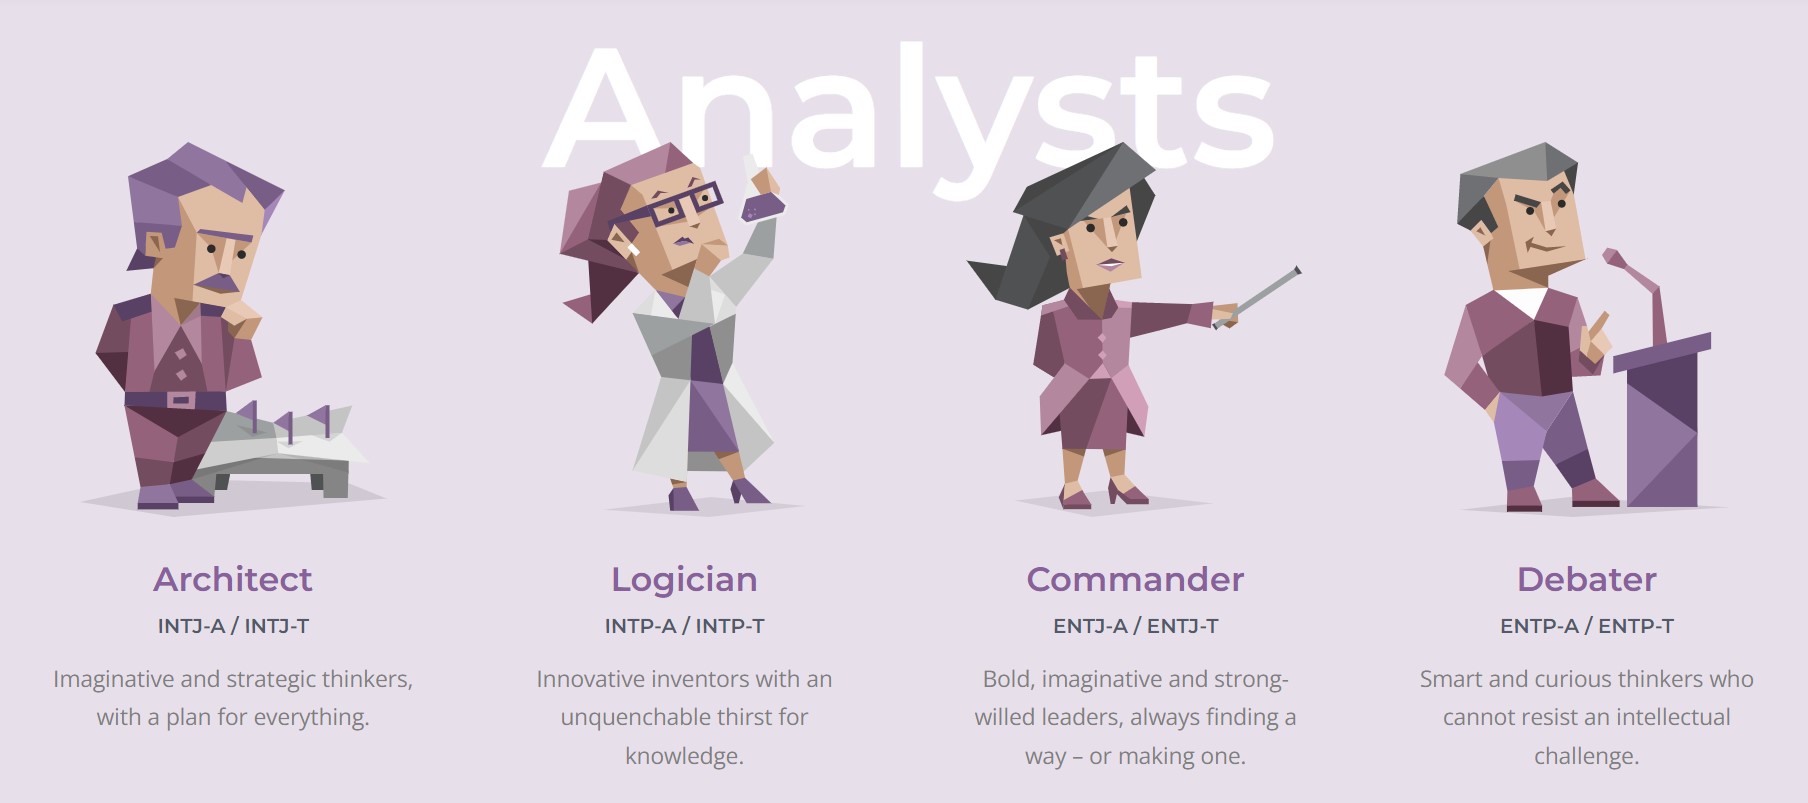 Analysts
Architect
INTJ-A / INTJ-T
Imaginative and strategic thinkers,
with a plan for everything.
Logician
INTP-A / INTP-T
Innovative inventors with an
unquenchable thirst for
knowledge.
Commander
ENTJ-A / ENTJ-T
Bold, imaginative and strong-
willed leaders, always finding a
way – or making one.
Debater
ENTP-A / ENTP-T
Smart and curious thinkers who
cannot resist an intellectual
challenge.